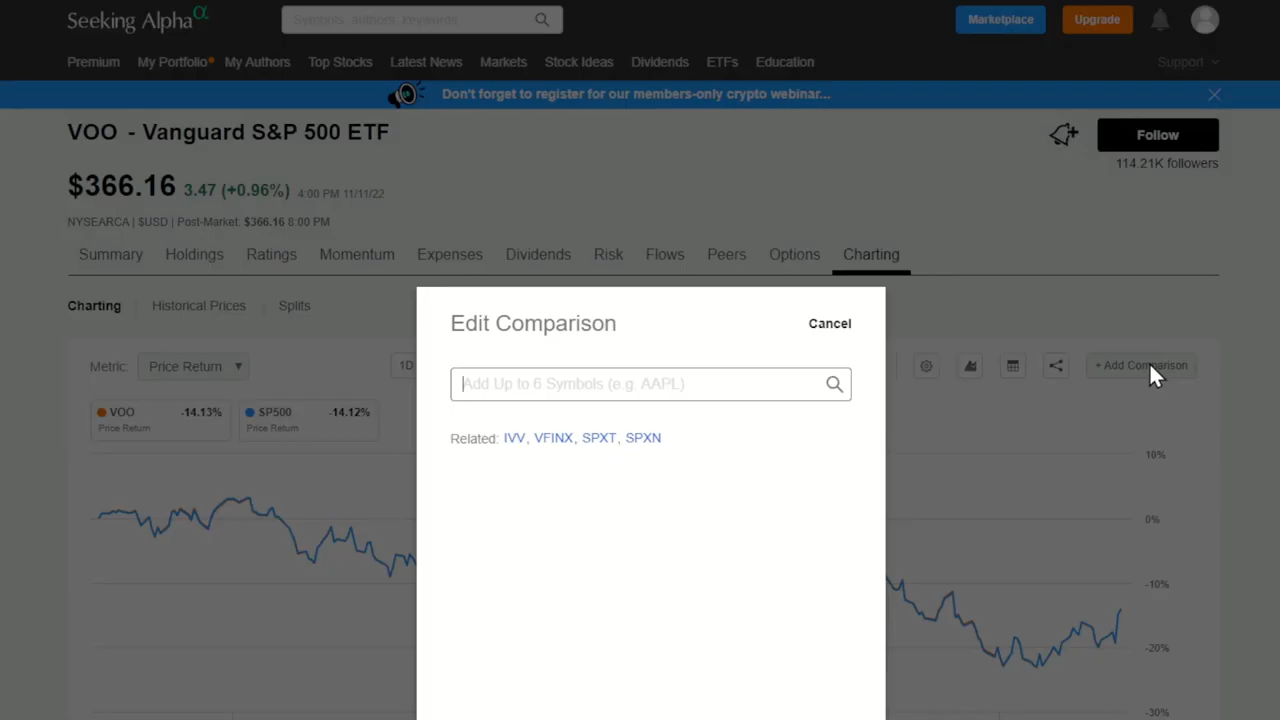 Seeking Alpha α
Symbols, authors, keywords
Marketplace
Upgrade
Premium My Portfolio My Authors Top Stocks Latest News Markets Stock Ideas Dividends ETFs Education Support
Don't forget to register for our members-only crypto webinar...
VOO - Vanguard S&P 500 ETF
Follow
114.21K followers
$366.16 3.47 (+0.96%) 4:00 PM 11/11/22
NYSEARCA | $USD | Post-Market: $366.16 8:00 PM
Summary Holdings Ratings Momentum Expenses Dividends Risk Flows Peers Options Charting
Charting Historical Prices Splits
Edit Comparison Cancel
Metric: Price Return 1D
+ Add Comparison
Add Up to 6 Symbols (e.g. AAPL)
VOO -14.13% SP500 -14.12%
Price Return Price Return
Related: IVV, VFINX, SPXT, SPXN
10%
0%
-10%
-20%
-30%